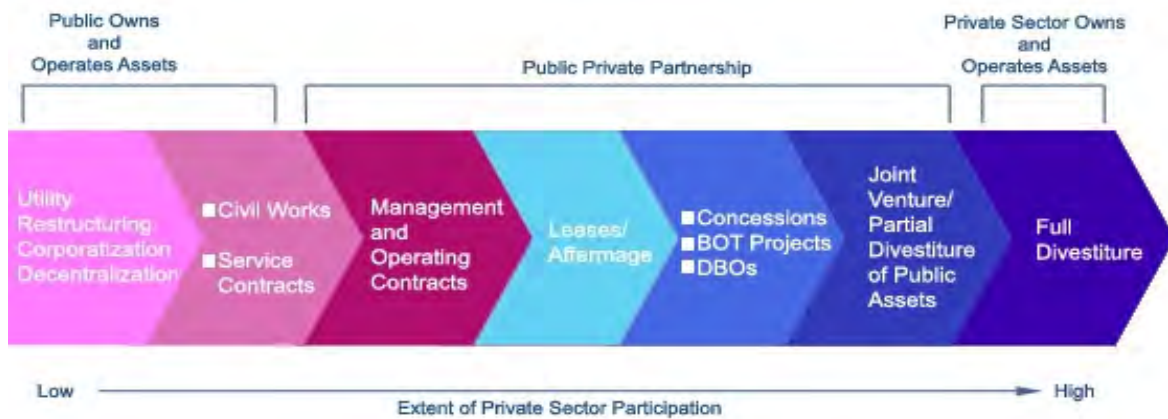 Public Owns
and
Operates Assets
Public Private Partnership
Private Sector Owns
and
Operates Assets
Utility
Restructuring
Corporatization
Decentralization
Civil Works
Service
Contracts
Management
and
Operating
Contracts
Leases/
Affermage
Concessions
BOT Projects
DBOs
Joint
Venture/
Partial
Divestiture
of Public
Assets
Full
Divestiture
Low
High
Extent of Private Sector Participation